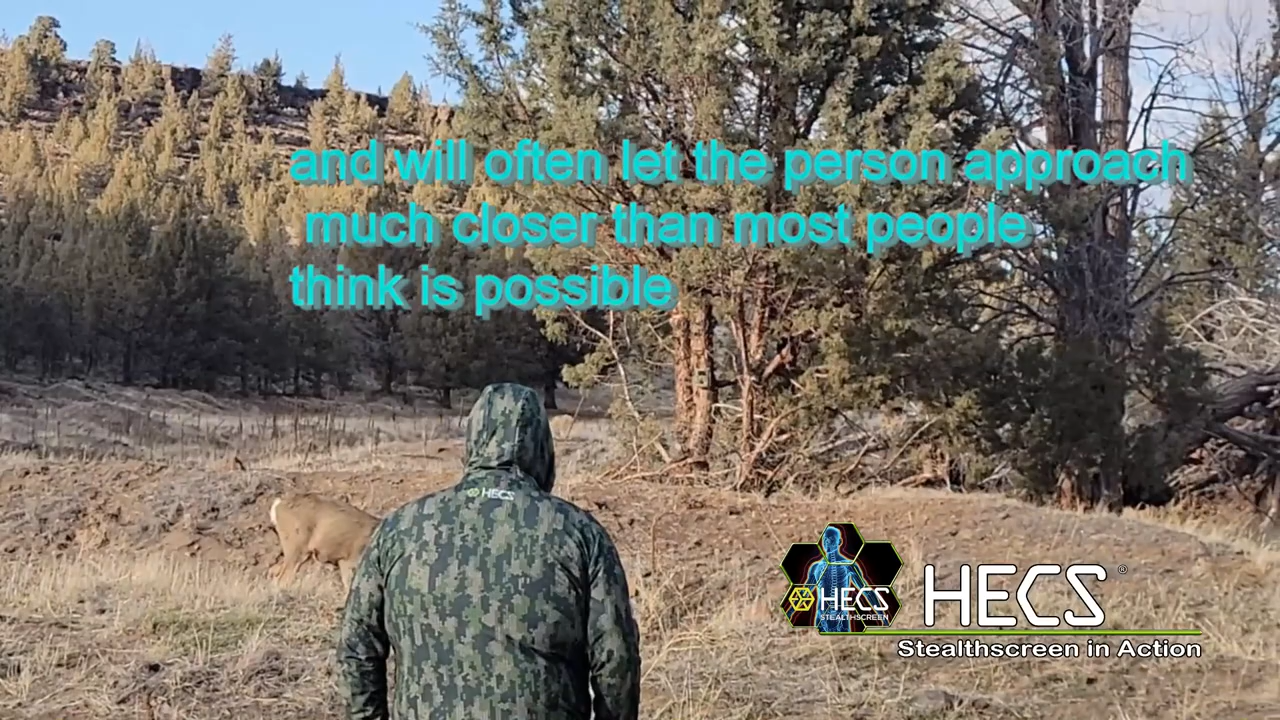 and will often let the person approach
much closer than most people
think is possible
HECS
HECS
STEALTHSCREEN
HECS®
Stealthscreen in Action